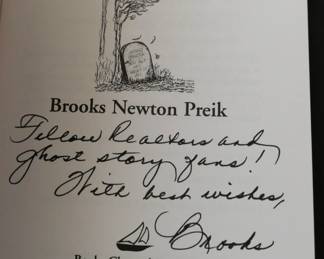 Brooks Newton Preik
Fellow Realtors and
ghost story fans!
With best wishes,
Brooks